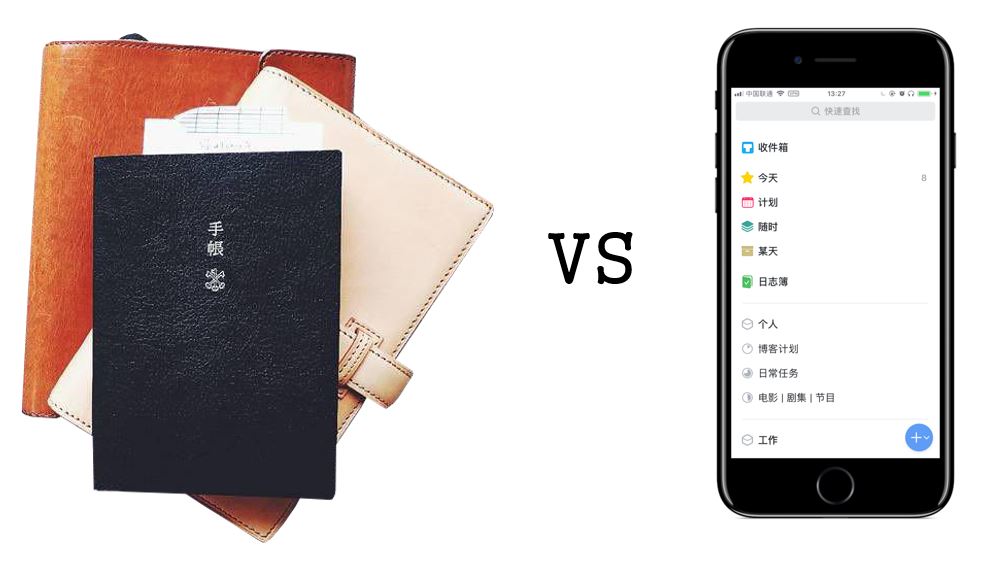 手
帳
VS
中国联通
VPN
13:27
快速查找
收件箱
今天
8
计划
随时
某天
日志簿
个人
博客计划
日常任务
电影 | 剧集 | 节目
工作